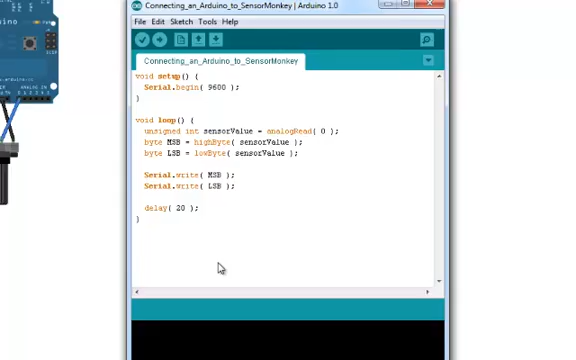 Connecting_an_Arduino_to_SensorMonkey | Arduino 1.0
File Edit Sketch Tools Help
Connecting_an_Arduino_to_SensorMonkey
void setup() {
Serial.begin( 9600 );
}
void loop() {
unsigned int sensorValue = analogRead( 0 );
byte MSB = highByte( sensorValue );
byte LSB = lowByte( sensorValue );
Serial.write( MSB );
Serial.write( LSB );
delay( 20 );
}